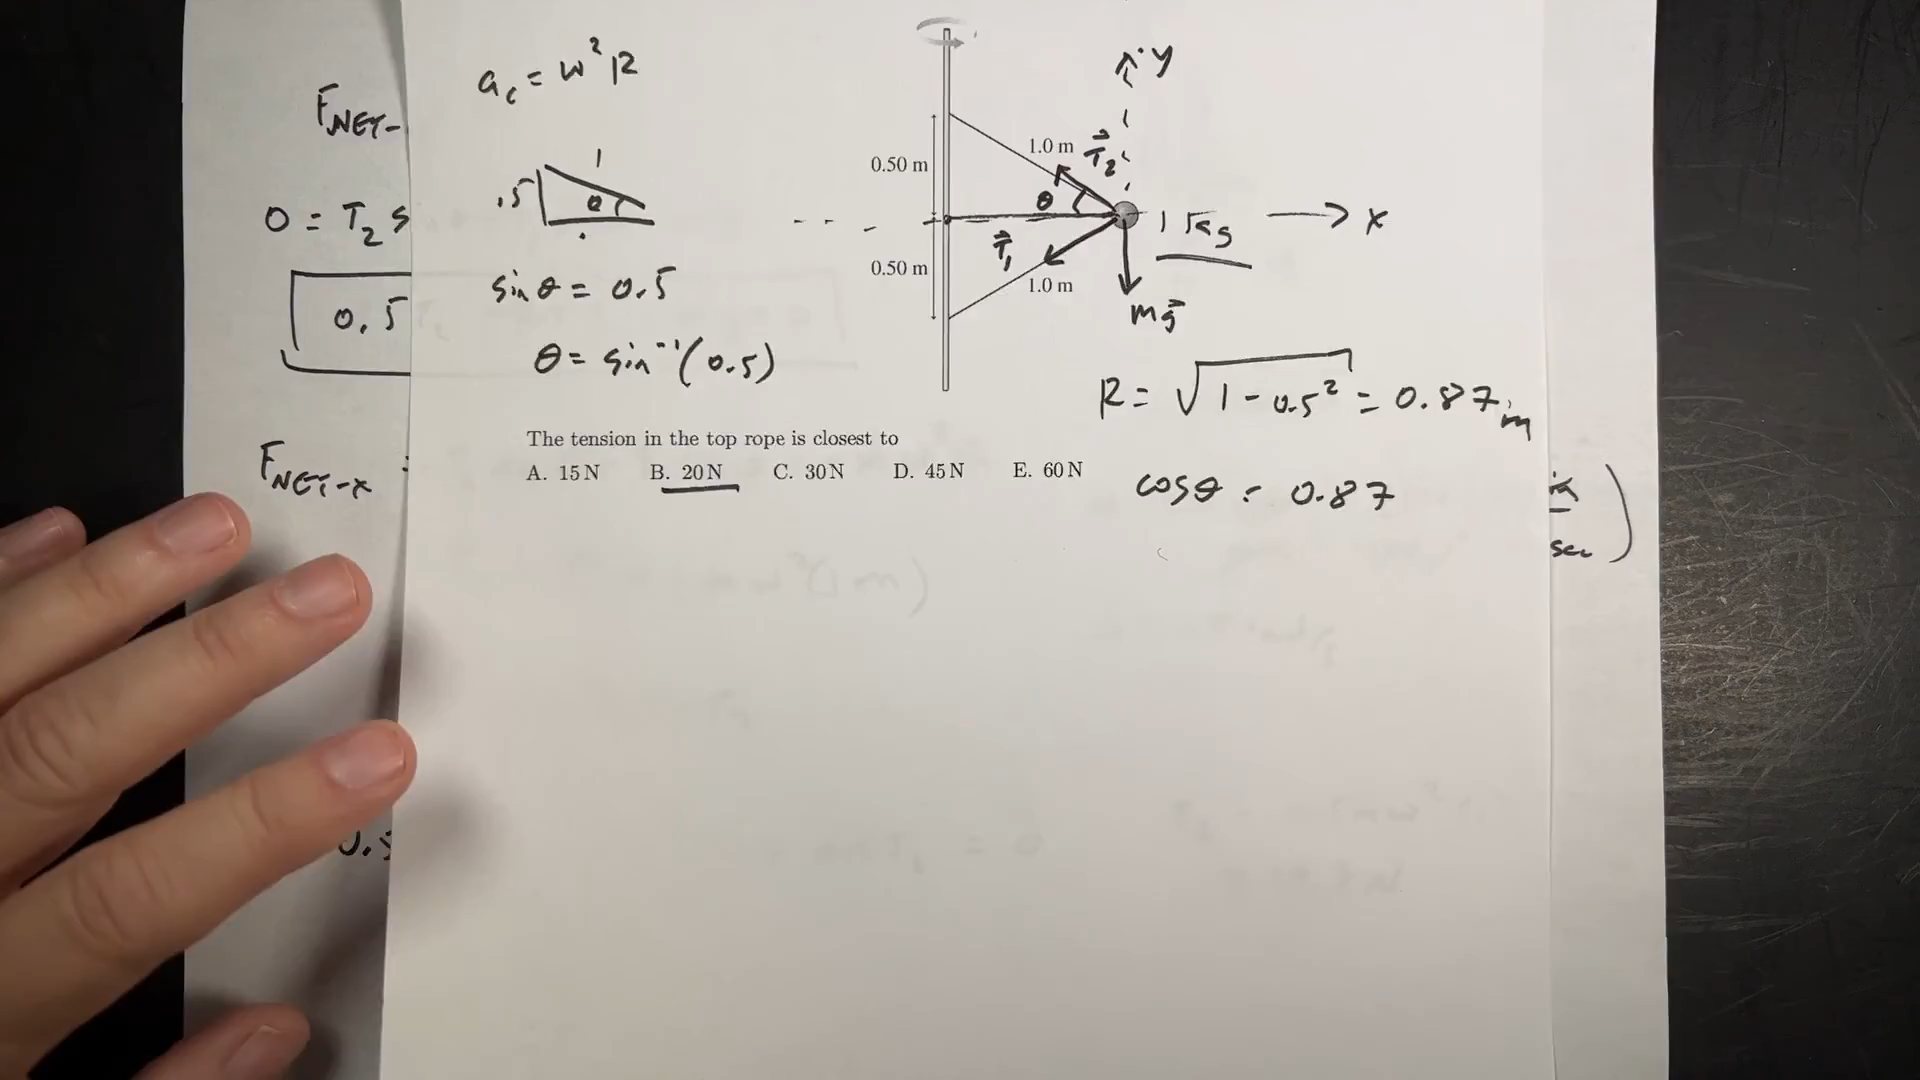 a_c = w²R
F_NET-
1
.5
θ
0 = T₂ s
sin θ = 0.5
0.5
θ = sin⁻¹(0.5)
y
1.0 m
T₂
0.50 m
θ
1 kg
x
T₁
0.50 m
1.0 m
mg
R = √1 - 0.5² = 0.87 m
The tension in the top rope is closest to
A. 15 N B. 20 N C. 30 N D. 45 N E. 60 N
F_NET-X
cos θ = 0.87
sec )